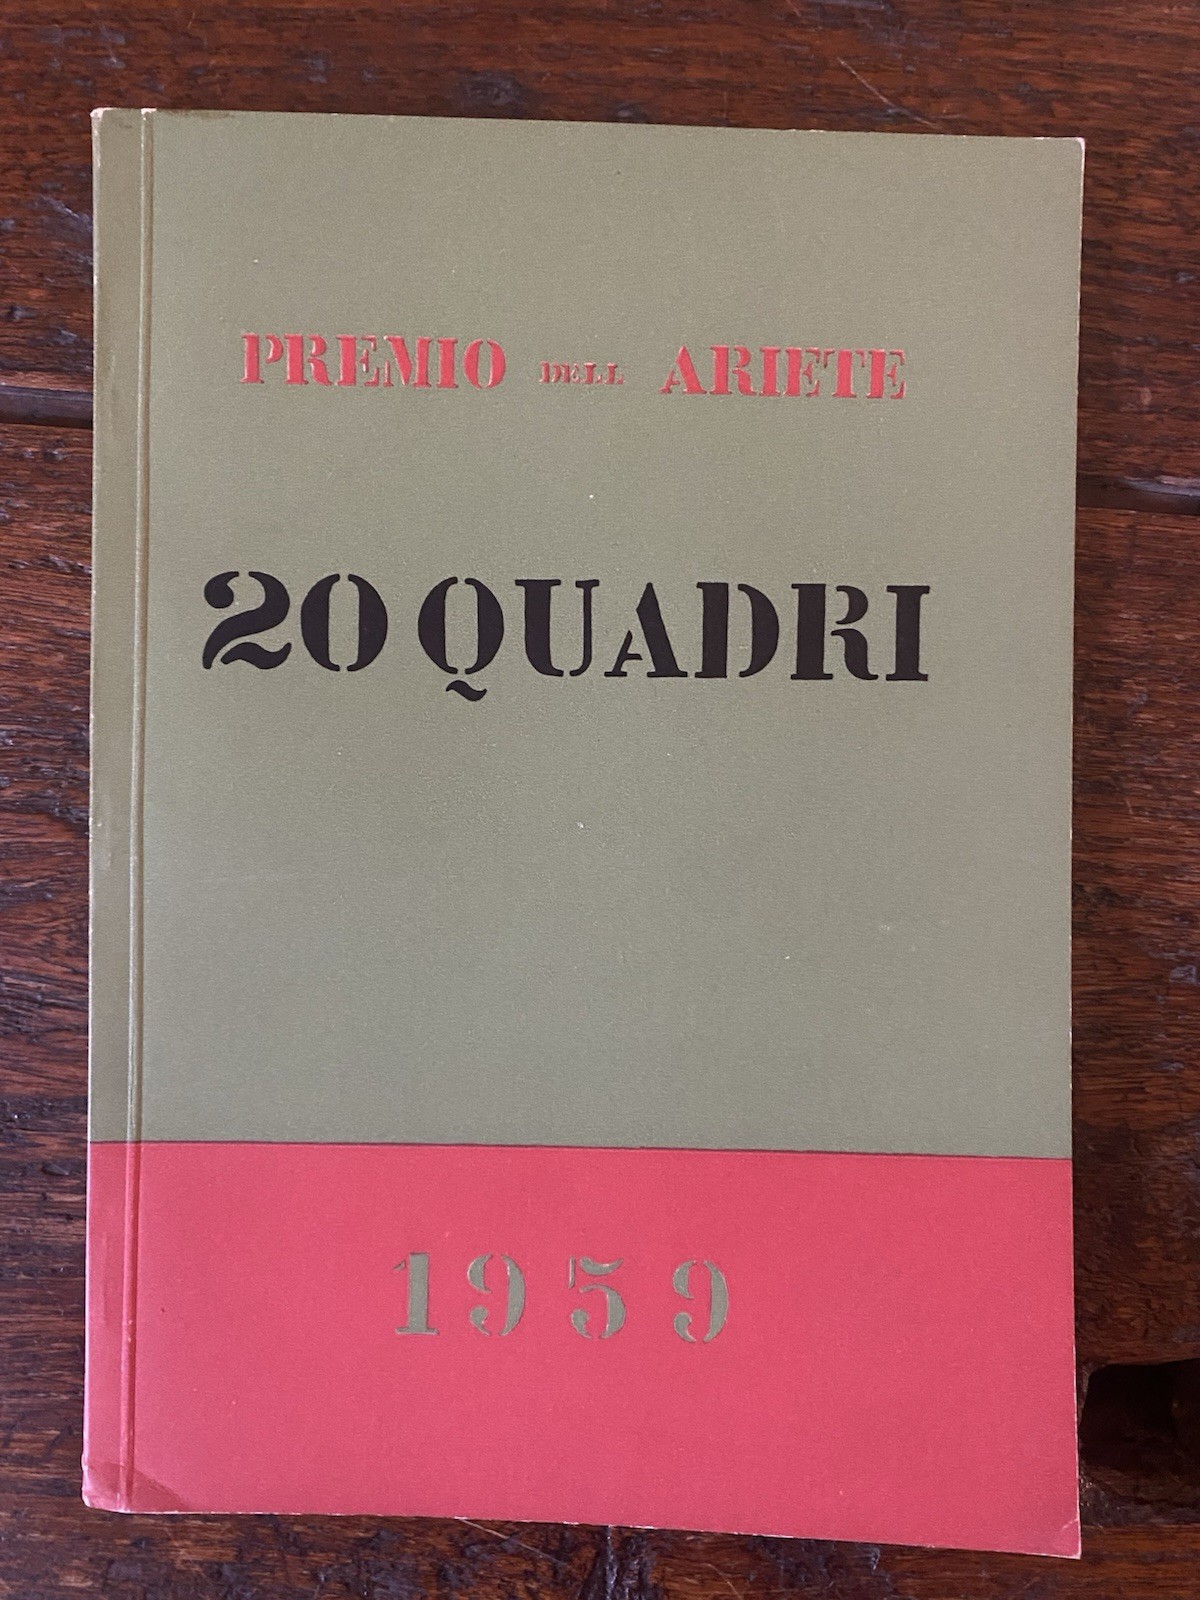 PREMIO DELL ARIETE
20 QUADRI
1959